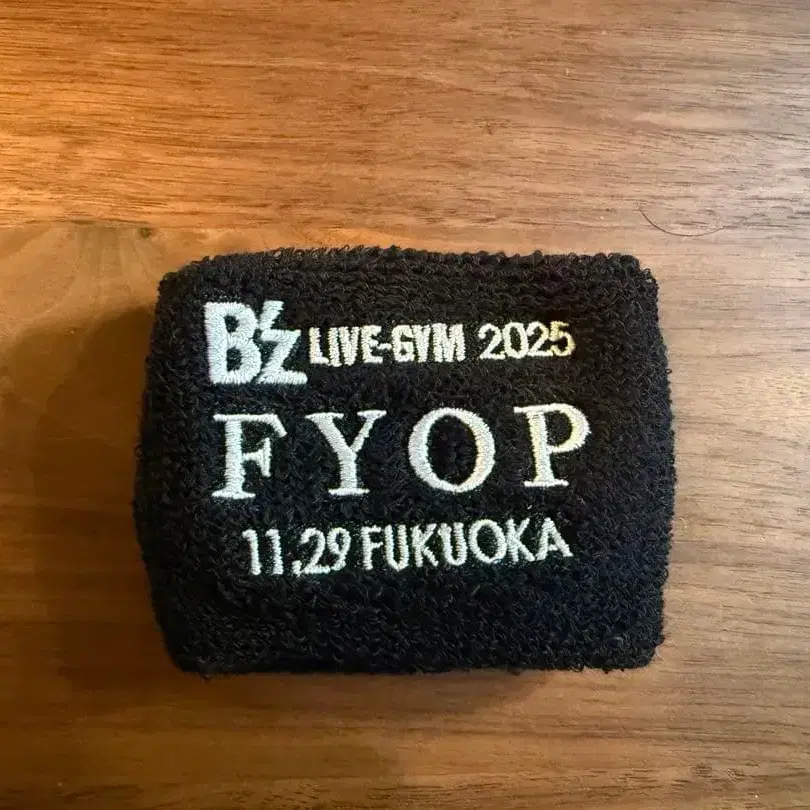 B'z LIVE-GYM 2025
FYOP
11.29 FUKUOKA